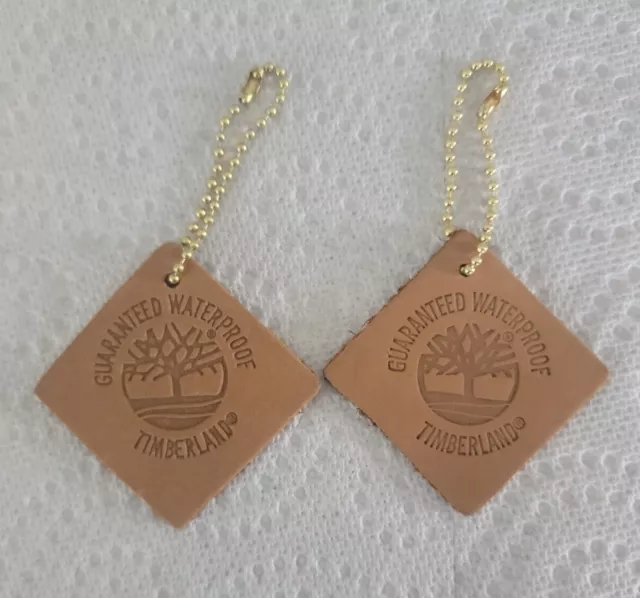 GUARANTEED WATERPROOF
®
TIMBERLAND®
GUARANTEED WATERPROOF
®
TIMBERLAND®